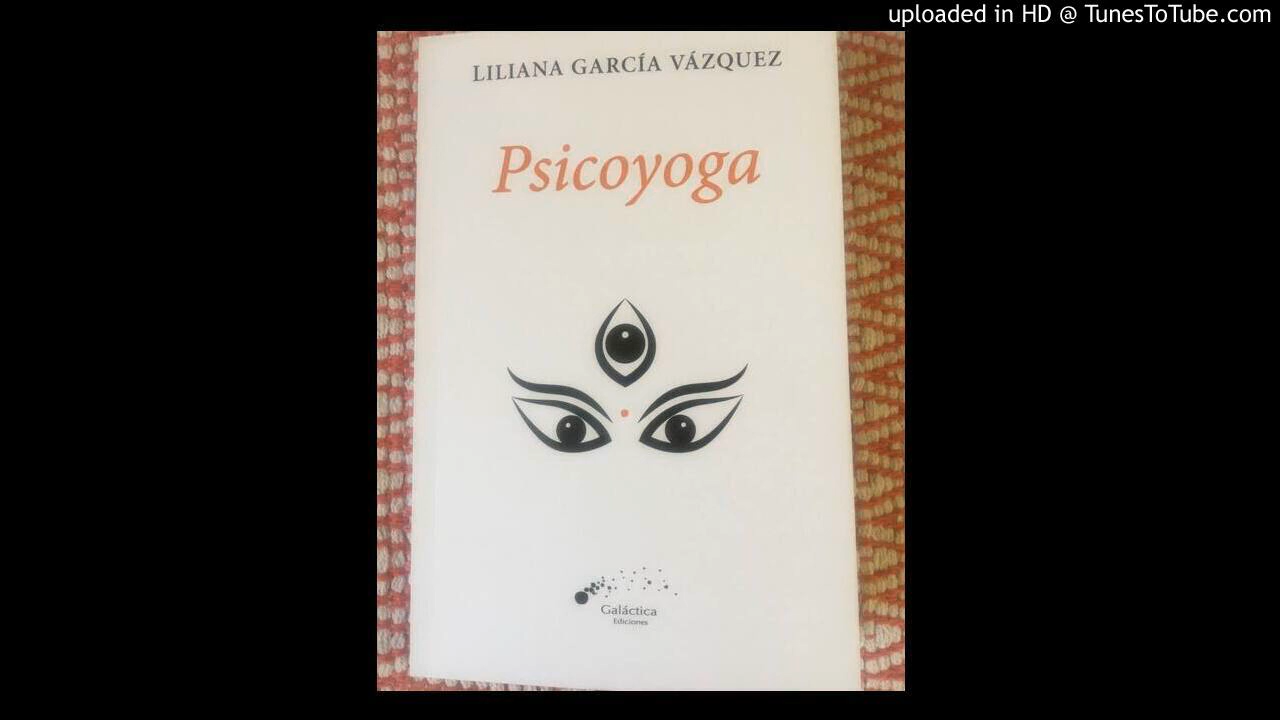 uploaded in HD @ TunesToTube.com
LILIANA GARCÍA VÁZQUEZ
Psicoyoga
Galáctica
Ediciones